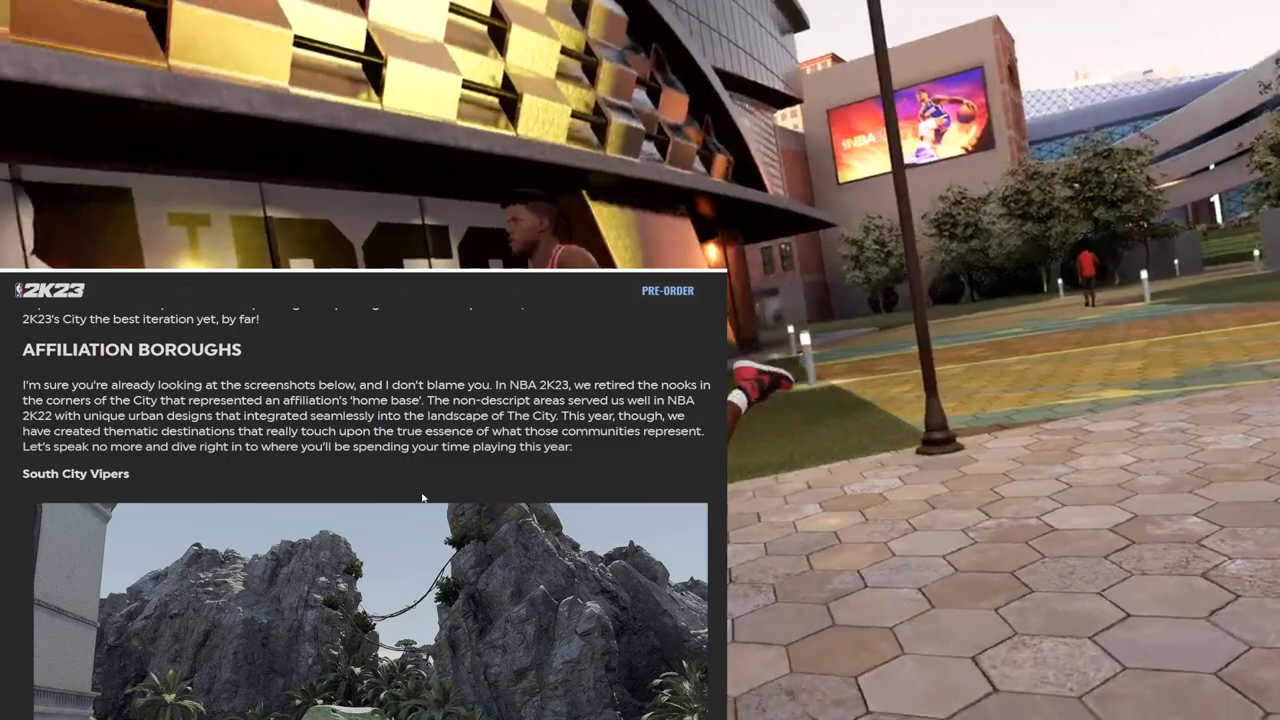 NBA
2K23
PRE-ORDER
2K23's City the best iteration yet, by far!
AFFILIATION BOROUGHS
I'm sure you're already looking at the screenshots below, and I don't blame you. In NBA 2K23, we retired the nooks in
the corners of the City that represented an affiliation's 'home base'. The non-descript areas served us well in NBA
2K22 with unique urban designs that integrated seamlessly into the landscape of The City. This year, though, we
have created thematic destinations that really touch upon the true essence of what those communities represent.
Let's speak no more and dive right in to where you'll be spending your time playing this year:
South City Vipers